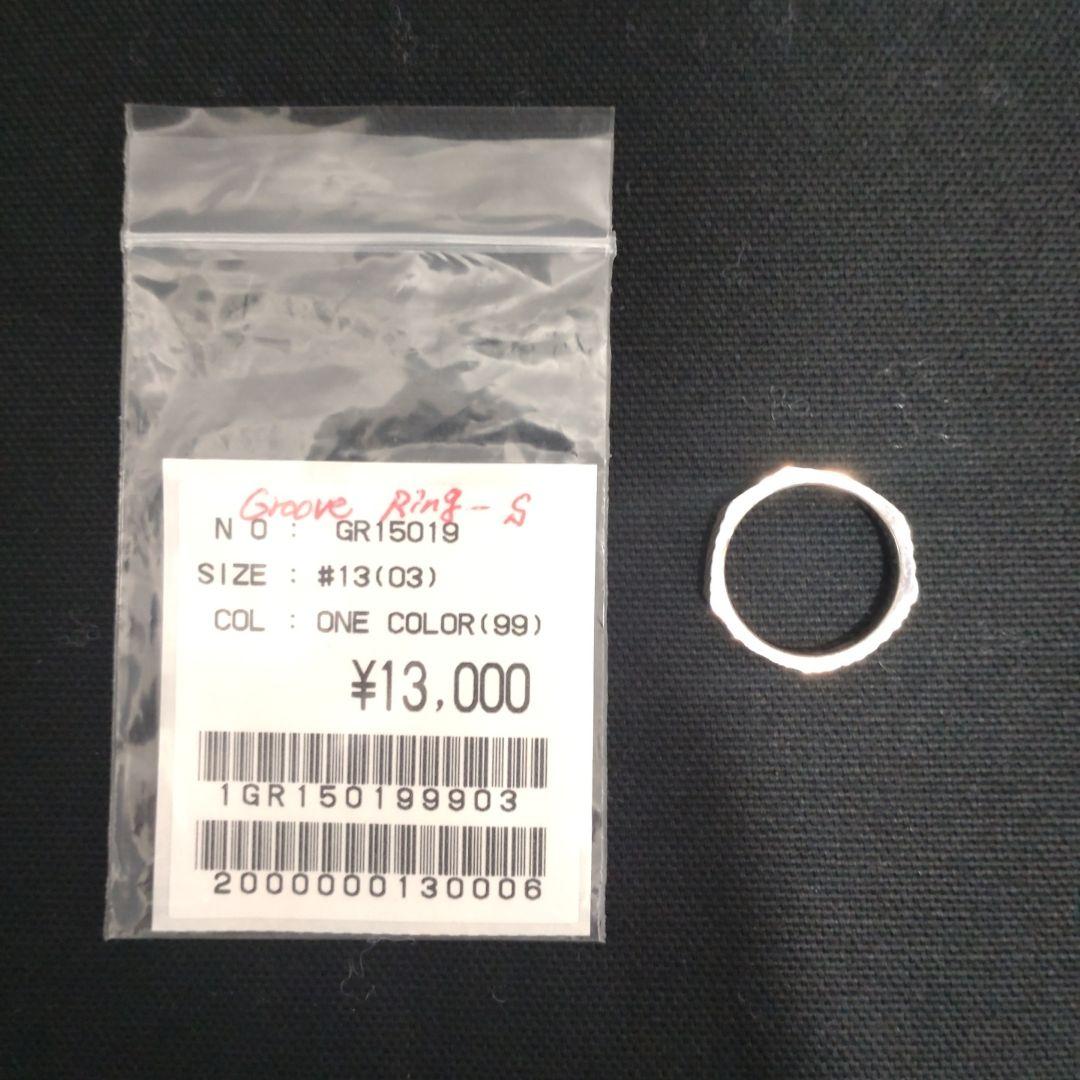 Groove Ring - S
NO : GR15019
SIZE : #13(03)
COL : ONE COLOR(99)
¥13,000
1GR150199903
2000000130006